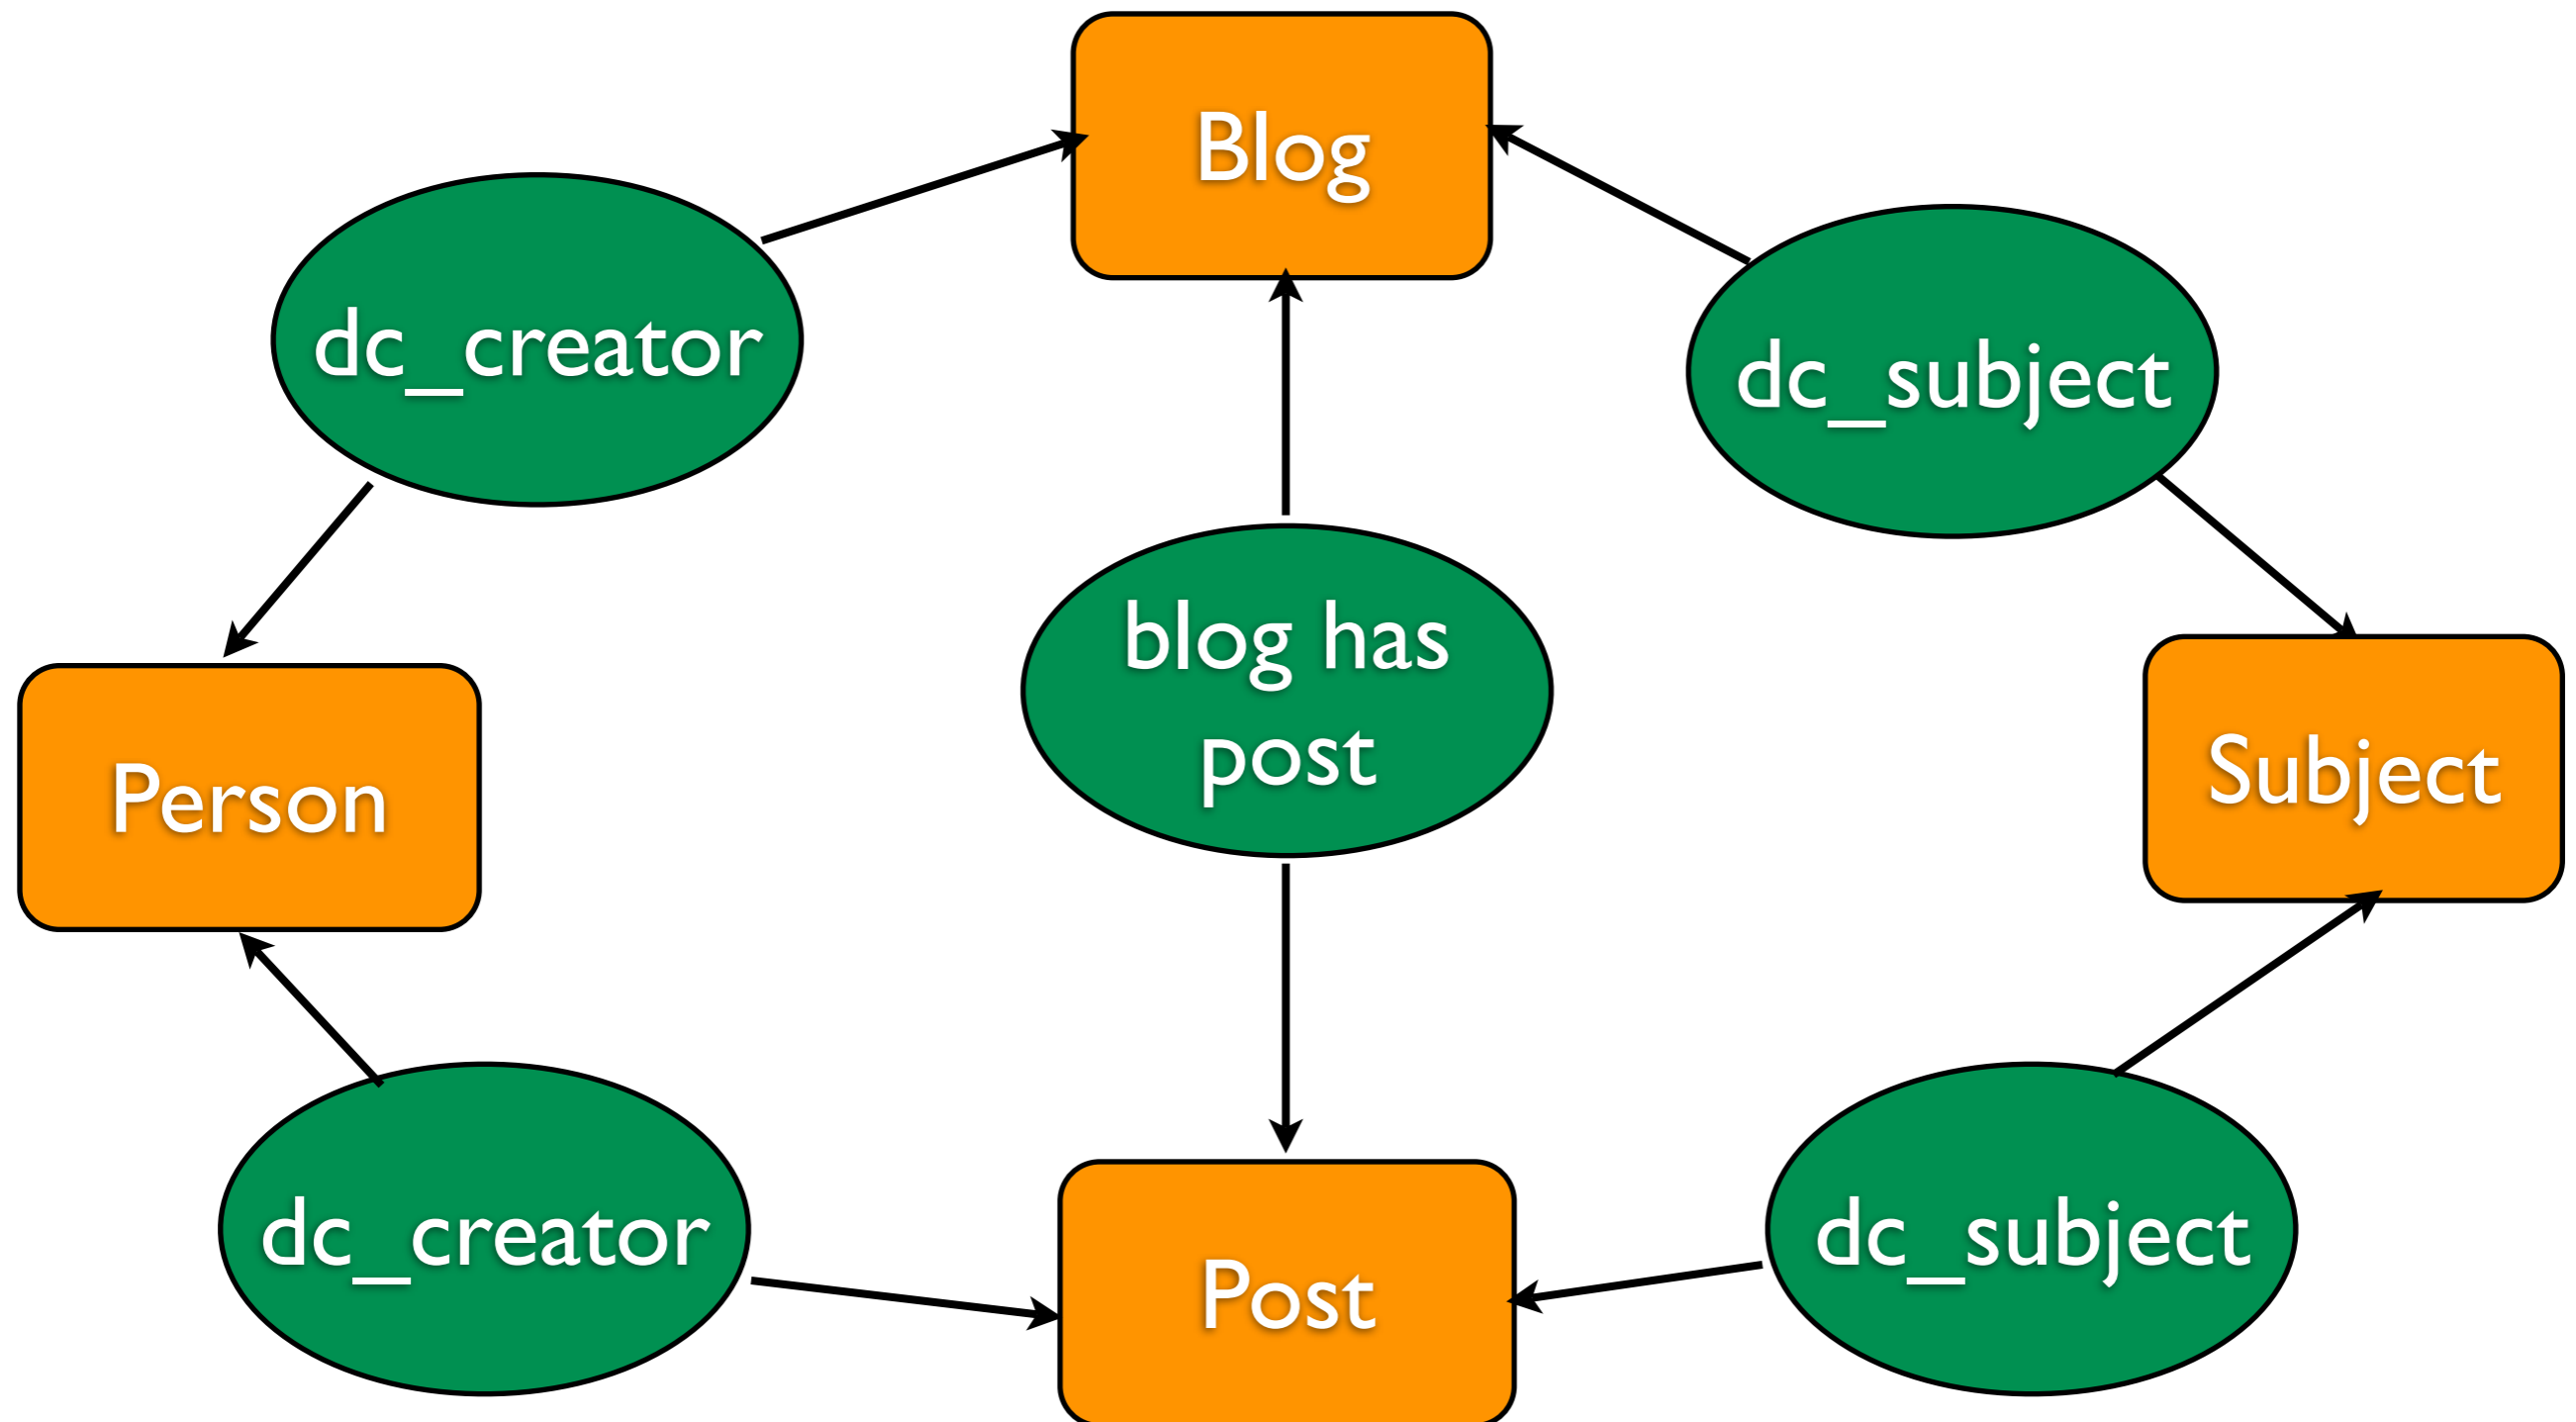 Blog
dc_creator
dc_subject
blog has
post
Person
Subject
dc_creator
dc_subject
Post